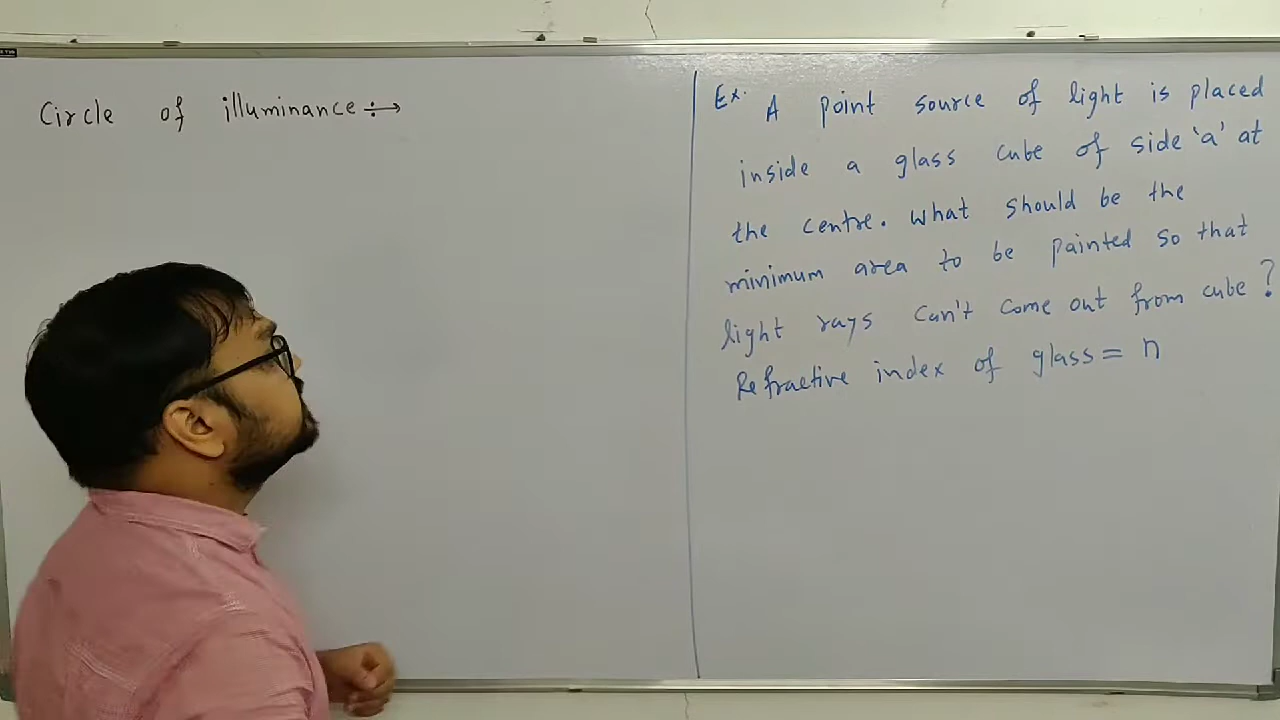 Circle of illuminance ÷→
Ex. A point source of light is placed
inside a glass cube of side 'a' at
the centre. What should be the
minimum area to be painted so that
light rays can't come out from cube?
Refractive index of glass = n